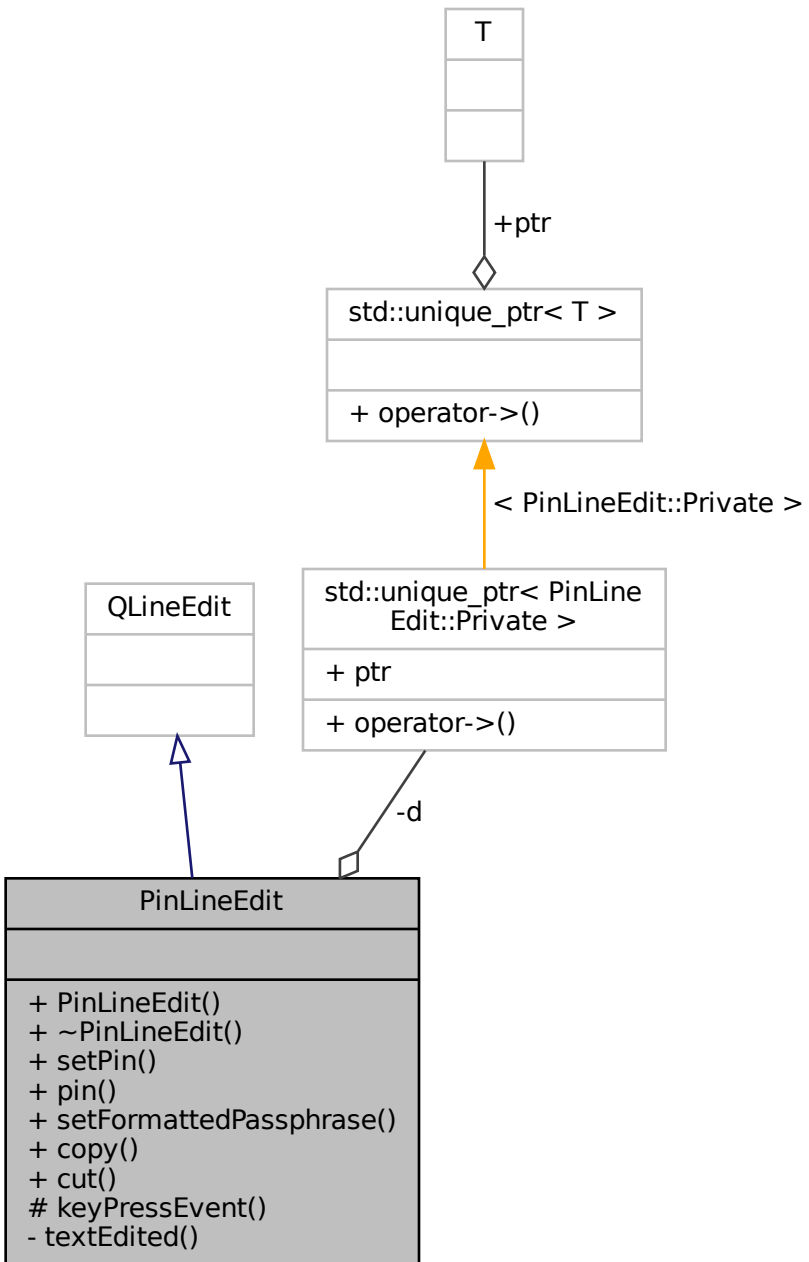 T
+ptr
std::unique_ptr< T >
+ operator->()
< PinLineEdit::Private >
QLineEdit
std::unique_ptr< PinLine
Edit::Private >
+ ptr
+ operator->()
-d
PinLineEdit
+ PinLineEdit()
+ ~PinLineEdit()
+ setPin()
+ pin()
+ setFormattedPassphrase()
+ copy()
+ cut()
# keyPressEvent()
- textEdited()